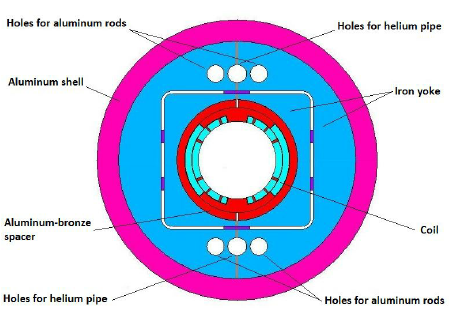 Holes for aluminum rods
Holes for helium pipe
Aluminum shell
Iron yoke
Aluminum-bronze
spacer
Coil
Holes for helium pipe
Holes for aluminum rods